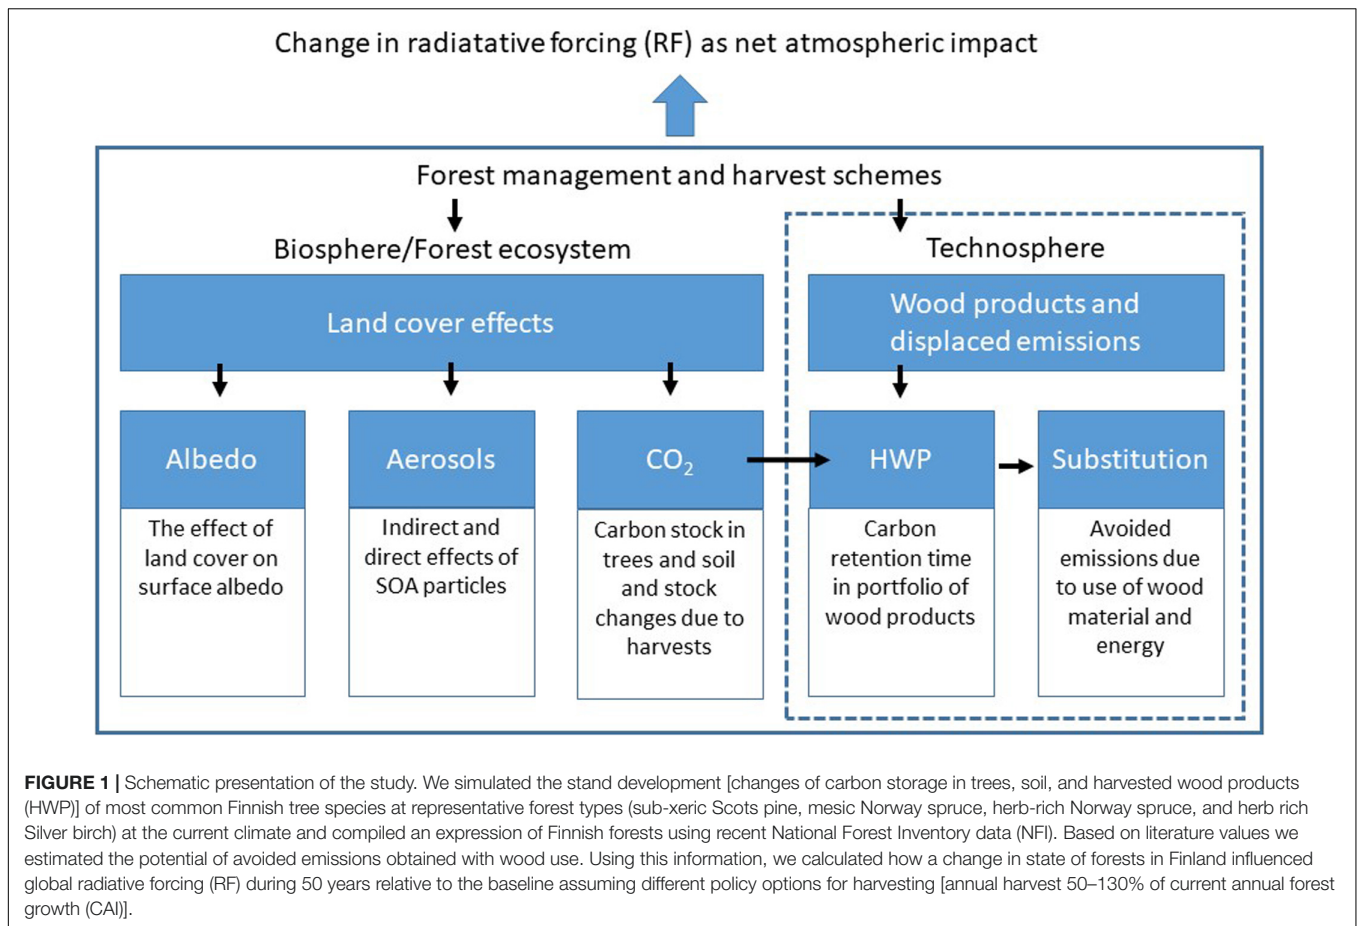 Change in radiatative forcing (RF) as net atmospheric impact
Forest management and harvest schemes
Biosphere/Forest ecosystem
Technosphere
Land cover effects
Wood products and
displaced emissions
Albedo
Aerosols
CO₂
HWP
Substitution
The effect of
land cover on
surface albedo
Indirect and
direct effects of
SOA particles
Carbon stock in
trees and soil
and stock
changes due to
harvests
Carbon
retention time
in portfolio of
wood products
Avoided
emissions due
to use of wood
material and
energy
FIGURE 1 | Schematic presentation of the study. We simulated the stand development [changes of carbon storage in trees, soil, and harvested wood products
(HWP)] of most common Finnish tree species at representative forest types (sub-xeric Scots pine, mesic Norway spruce, herb-rich Norway spruce, and herb rich
Silver birch) at the current climate and compiled an expression of Finnish forests using recent National Forest Inventory data (NFI). Based on literature values we
estimated the potential of avoided emissions obtained with wood use. Using this information, we calculated how a change in state of forests in Finland influenced
global radiative forcing (RF) during 50 years relative to the baseline assuming different policy options for harvesting [annual harvest 50–130% of current annual forest
growth (CAI)].